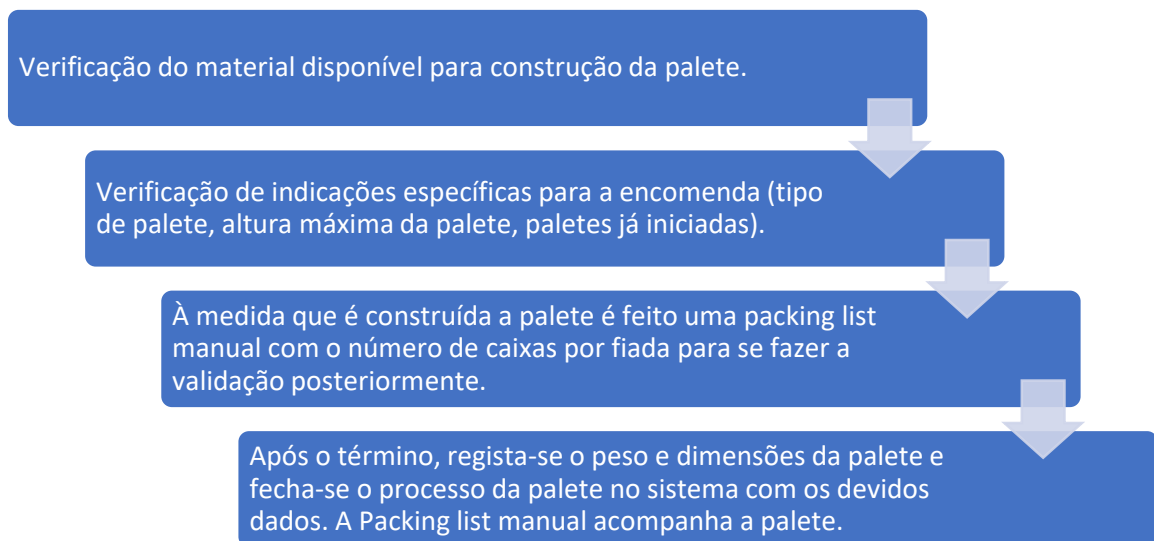 Verificação do material disponível para construção da palete.
Verificação de indicações específicas para a encomenda (tipo
de palete, altura máxima da palete, paletes já iniciadas).
À medida que é construída a palete é feito uma packing list
manual com o número de caixas por fiada para se fazer a
validação posteriormente.
Após o término, regista-se o peso e dimensões da palete e
fecha-se o processo da palete no sistema com os devidos
dados. A Packing list manual acompanha a palete.